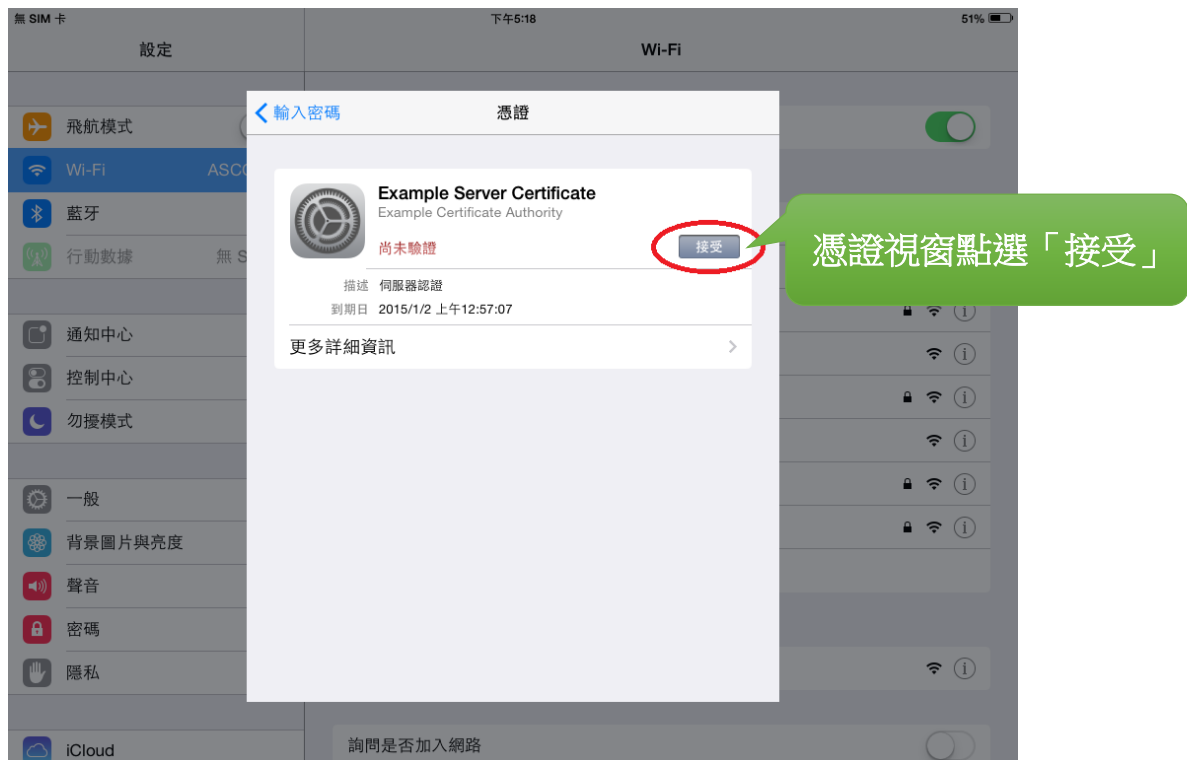 無 SIM 卡
下午5:18
51%
設定
Wi-Fi
輸入密碼
憑證
飛航模式
Wi-Fi
藍牙
行動數據
無 S
Example Server Certificate
Example Certificate Authority
尚未驗證
接受
憑證視窗點選「接受」
描述 伺服器認證
到期日 2015/1/2 上午12:57:07
更多詳細資訊
通知中心
控制中心
勿擾模式
一般
背景圖片與亮度
聲音
密碼
隱私
iCloud
詢問是否加入網路